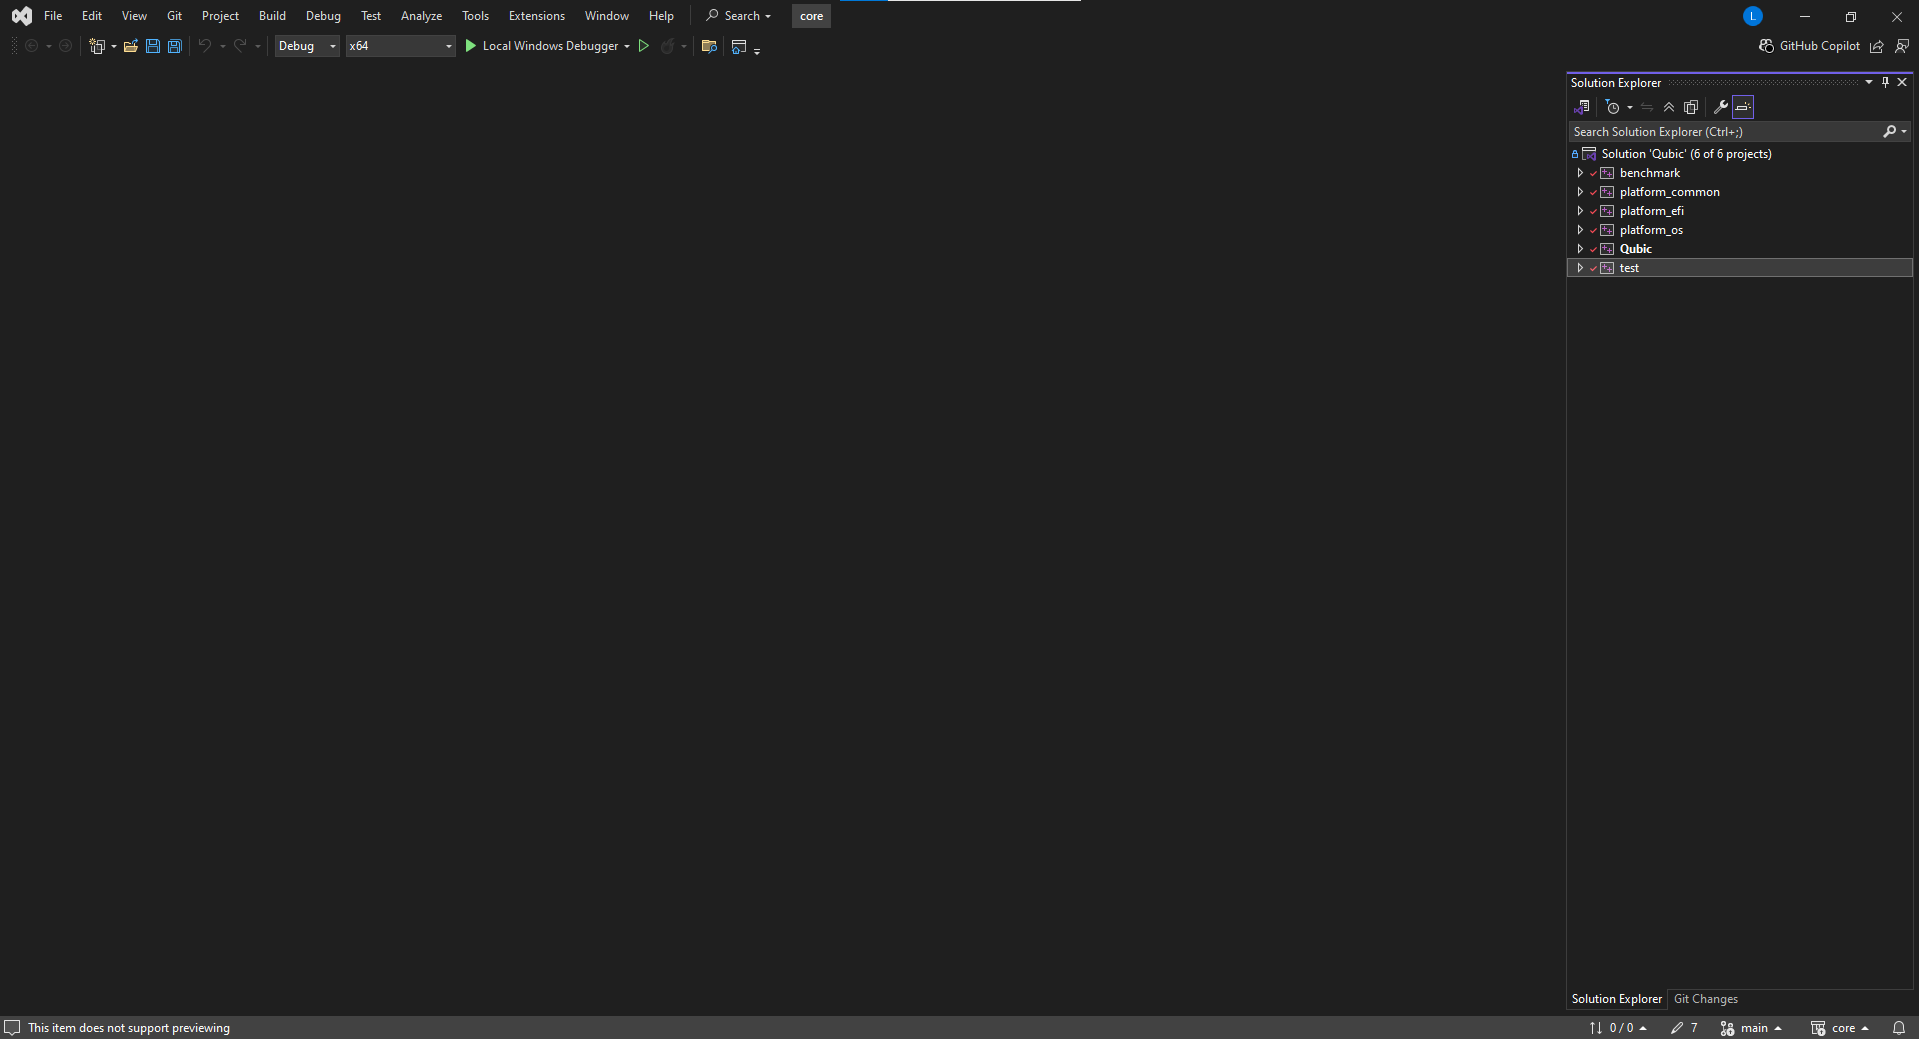 File Edit View Git Project Build Debug Test Analyze Tools Extensions Window Help Search core L
Debug x64 Local Windows Debugger GitHub Copilot
Solution Explorer
Search Solution Explorer (Ctrl+;)
Solution 'Qubic' (6 of 6 projects)
benchmark
platform_common
platform_efi
platform_os
Qubic
test
Solution Explorer Git Changes
This item does not support previewing 0 / 0 7 main core